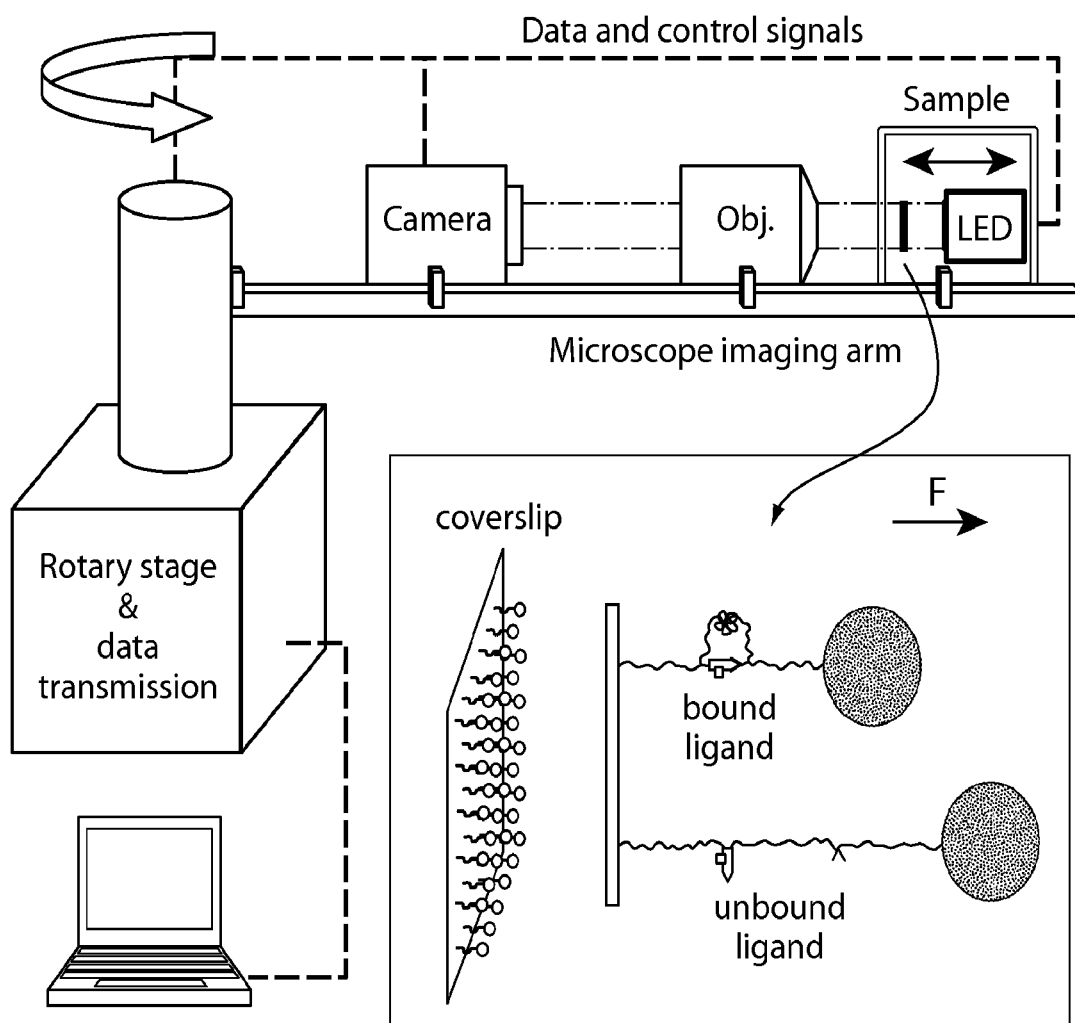 Data and control signals
Sample
Camera
Obj.
LED
Microscope imaging arm
Rotary stage
&
data
transmission
coverslip
F
bound
ligand
unbound
ligand